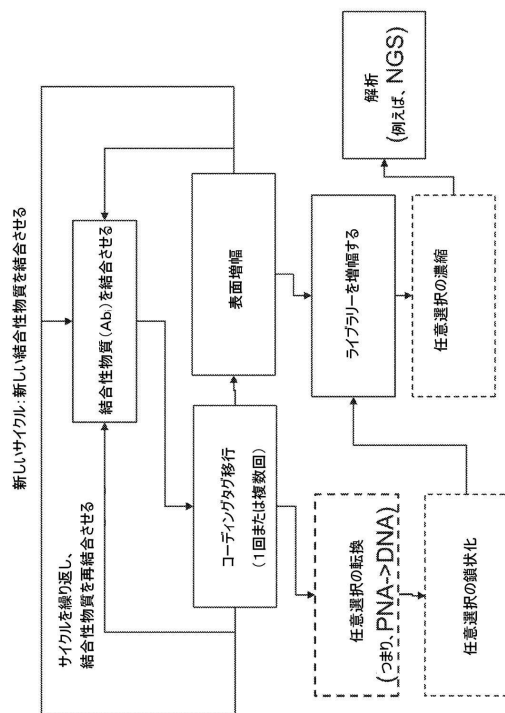 新しいサイクル:新しい結合性物質を結合させる
サイクルを繰り返し、
結合性物質を再結合させる
結合性物質(Abᵢ)を結合させる
コーディングタグ移行
(1回または複数回)
表面増幅
任意選択の転換
(つまり、PNA->DNA)
ライブラリーを増幅する
任意選択の鎖状化
任意選択の濃縮
解析
(例えば、NGS)